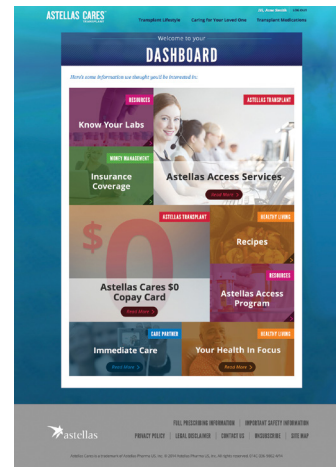 ASTELLAS CARES
TRANSPLANT
LOG OUT
Transplant Lifestyle Caring for Your Loved One Transplant Medications
Welcome to your
DASHBOARD
Here's some information we thought you'd be interested in:
RESOURCES
Know Your Labs
ASTELLAS TRANSPLANT
Astellas Access Services
Read More >
MONEY MANAGEMENT
Insurance
Coverage
ASTELLAS TRANSPLANT
$0
Astellas Cares $0
Copay Card
Read More >
HEALTHY LIVING
Recipes
RESOURCES
Astellas Access
Program
CARE PARTNER
Immediate Care
Read More >
HEALTHY LIVING
Your Health In Focus
Read More >
astellas
FULL PRESCRIBING INFORMATION | IMPORTANT SAFETY INFORMATION
PRIVACY POLICY | LEGAL DISCLAIMER | CONTACT US | UNSUBSCRIBE | SITE MAP